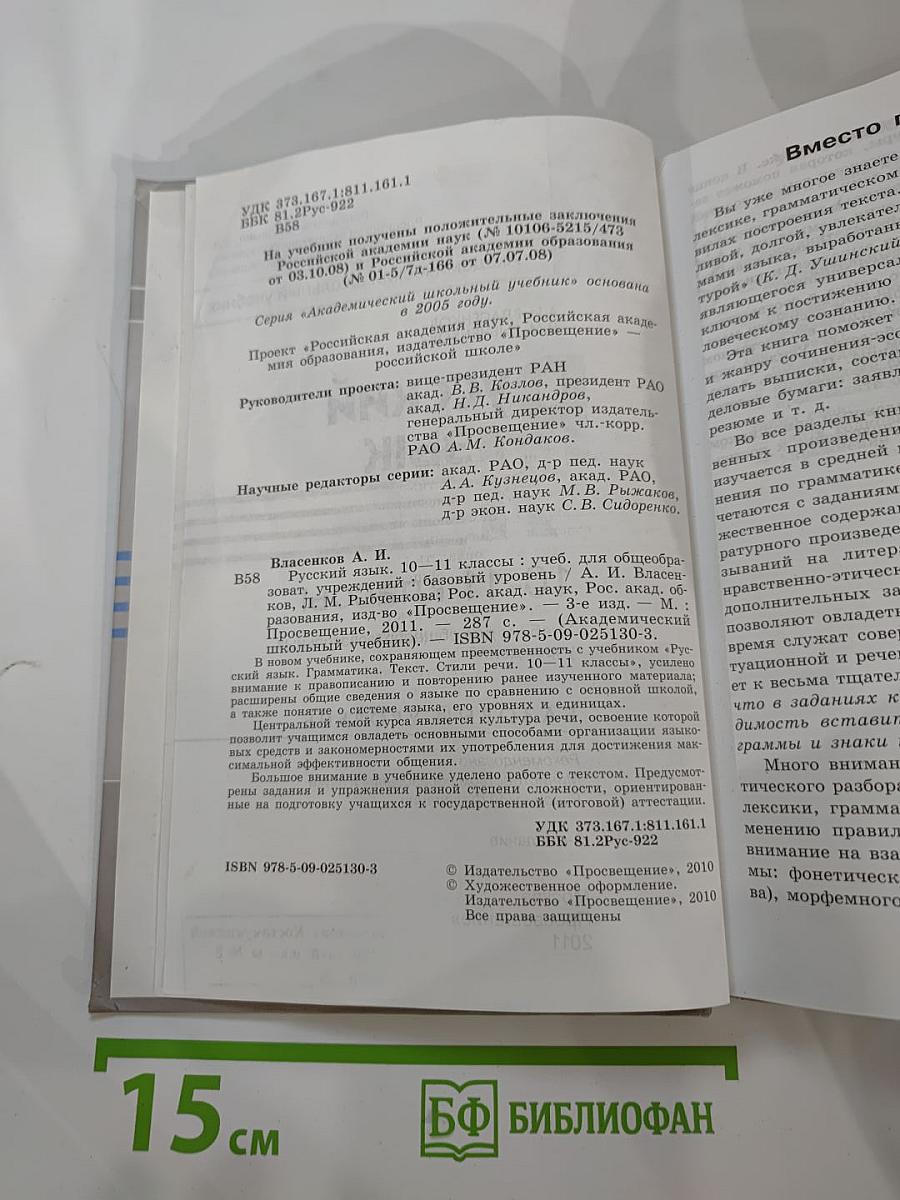 УДК 373.167.1:811.161.1
ББК 81.2Рус-922
В58
На учебник получены положительные заключения
Российской академии наук (№ 10106-5215/473
от 03.10.08) и Российской академии образования
(№ 01-5/7д-166 от 07.07.08)
Серия «Академический школьный учебник» основана
в 2005 году.
Проект «Российская академия наук, Российская акаде-
мия образования, издательство «Просвещение» —
российской школе»
Руководители проекта: вице-президент РАН
акад. В. В. Козлов, президент РАО
акад. Н. Д. Никандров,
генеральный директор издатель-
ства «Просвещение» чл.-корр.
РАО А. М. Кондаков.
Научные редакторы серии: акад. РАО, д-р пед. наук
А. А. Кузнецов, акад. РАО,
д-р пед. наук М. В. Рыжаков,
д-р экон. наук С. В. Сидоренко.
Власенков А. И.
В58 Русский язык. 10—11 классы : учеб. для общеобра-
зоват. учреждений : базовый уровень / А. И. Власен-
ков, Л. М. Рыбченкова; Рос. акад. наук, Рос. акад. об-
разования, изд-во «Просвещение». — 3-е изд. — М. :
Просвещение, 2011. — 287 с. — (Академический
школьный учебник). — ISBN 978-5-09-025130-3.
В новом учебнике, сохраняющем преемственность с учебником «Рус-
ский язык. Грамматика. Текст. Стили речи. 10—11 классы», усилено
внимание к правописанию и повторению ранее изученного материала;
расширены общие сведения о языке по сравнению с основной школой,
а также понятие о системе языка, его уровнях и единицах.
Центральной темой курса является культура речи, освоение которой
позволит учащимся овладеть основными способами организации языко-
вых средств и закономерностями их употребления для достижения мак-
симальной эффективности общения.
Большое внимание в учебнике уделено работе с текстом. Предусмот-
рены задания и упражнения разной степени сложности, ориентирован-
ные на подготовку учащихся к государственной (итоговой) аттестации.
УДК 373.167.1:811.161.1
ББК 81.2Рус-922
ISBN 978-5-09-025130-3
© Издательство «Просвещение», 2010
© Художественное оформление.
Издательство «Просвещение», 2010
Все права защищены
Вместо
Вы уже многое знаете
лексике, грамматическом
вилах построения текста.
ливой, долгой, увлекател
мами языка, выработанн
турой» (К. Д. Ушинский
являющегося универсал
ключом к постижению
ловеческому сознанию.
Эта книга поможет
и жанру сочинения-эсс
делать выписки, состав
деловые бумаги: заявл
резюме и т. д.
Во все разделы кни
венных произведени
изучается в средней
нения по грамматике
четаются с заданиям
жественное содержа
ратурного произведе
зываний на литера
нравственно-этическ
дополнительных за
позволяют овладеть
время служат совер
туационной и речев
ет к весьма тщател
что в заданиях к
димость вставит
граммы и знаки
Много вниман
тического разбора
лексики, грамма
менению правил
внимание на вза
мы: фонетическ
ва), морфемного
15 см
БФ БИБЛИОФАН